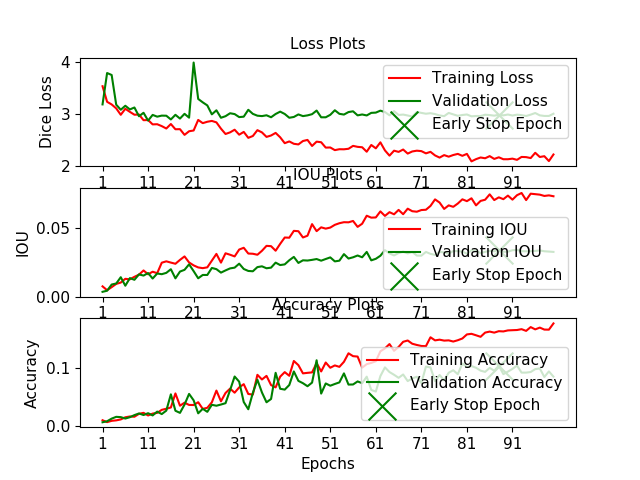 Loss Plots
4
3
2
Dice Loss
Training Loss
Validation Loss
Early Stop Epoch
1 11 21 31 41 51 61 71 81 91
IOU Plots
0.05
0.00
IOU
Training IOU
Validation IOU
Early Stop Epoch
1 11 21 31 41 51 61 71 81 91
Accuracy Plots
0.1
0.0
Accuracy
Training Accuracy
Validation Accuracy
Early Stop Epoch
1 11 21 31 41 51 61 71 81 91
Epochs